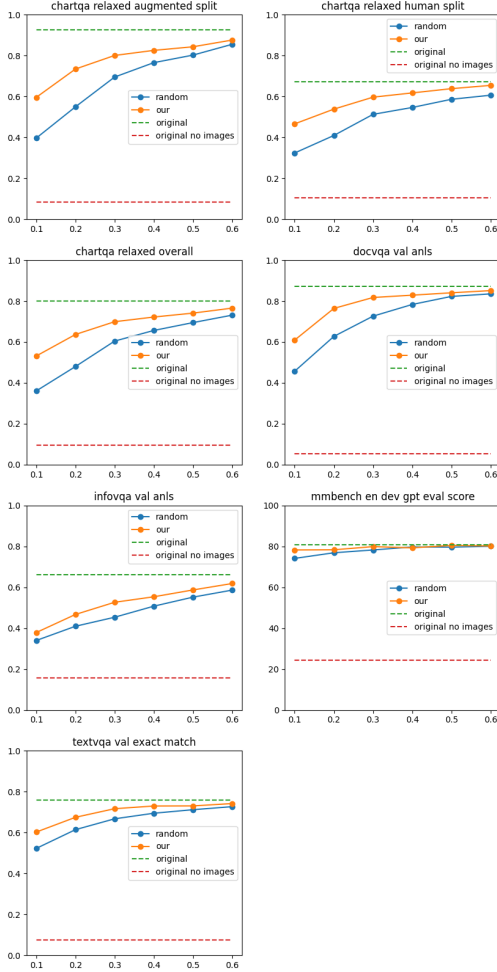 chartqa relaxed augmented split
1.0
0.8
0.6
0.4
0.2
0.0
random
our
original
original no images
0.1 0.2 0.3 0.4 0.5 0.6
chartqa relaxed human split
1.0
0.8
0.6
0.4
0.2
0.0
random
our
original
original no images
0.1 0.2 0.3 0.4 0.5 0.6
chartqa relaxed overall
1.0
0.8
0.6
0.4
0.2
0.0
random
our
original
original no images
0.1 0.2 0.3 0.4 0.5 0.6
docvqa val anls
1.0
0.8
0.6
0.4
0.2
0.0
random
our
original
original no images
0.1 0.2 0.3 0.4 0.5 0.6
infovqa val anls
1.0
0.8
0.6
0.4
0.2
0.0
random
our
original
original no images
0.1 0.2 0.3 0.4 0.5 0.6
mmbench en dev gpt eval score
100
80
60
40
20
0
random
our
original
original no images
0.1 0.2 0.3 0.4 0.5 0.6
textvqa val exact match
1.0
0.8
0.6
0.4
0.2
0.0
random
our
original
original no images
0.1 0.2 0.3 0.4 0.5 0.6